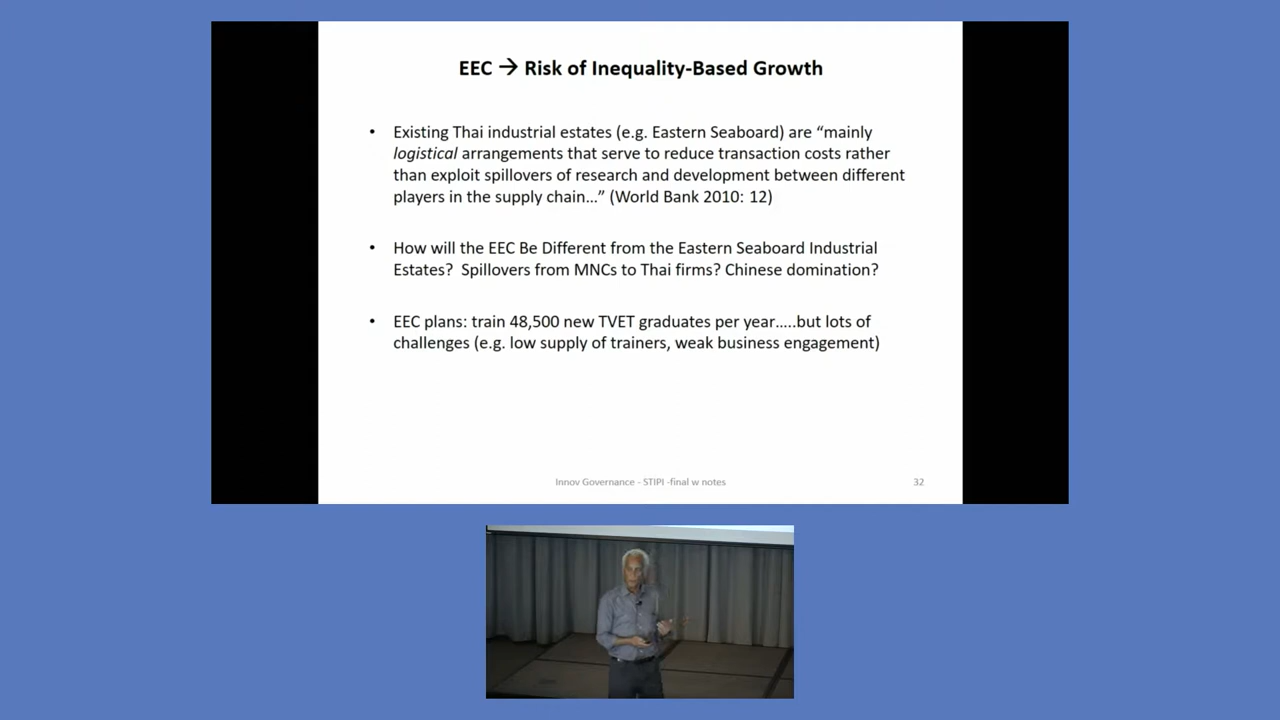 EEC → Risk of Inequality-Based Growth
• Existing Thai industrial estates (e.g. Eastern Seaboard) are “mainly
logistical arrangements that serve to reduce transaction costs rather
than exploit spillovers of research and development between different
players in the supply chain…” (World Bank 2010: 12)
• How will the EEC Be Different from the Eastern Seaboard Industrial
Estates? Spillovers from MNCs to Thai firms? Chinese domination?
• EEC plans: train 48,500 new TVET graduates per year…..but lots of
challenges (e.g. low supply of trainers, weak business engagement)
Innov Governance - STIPI -final w notes
32